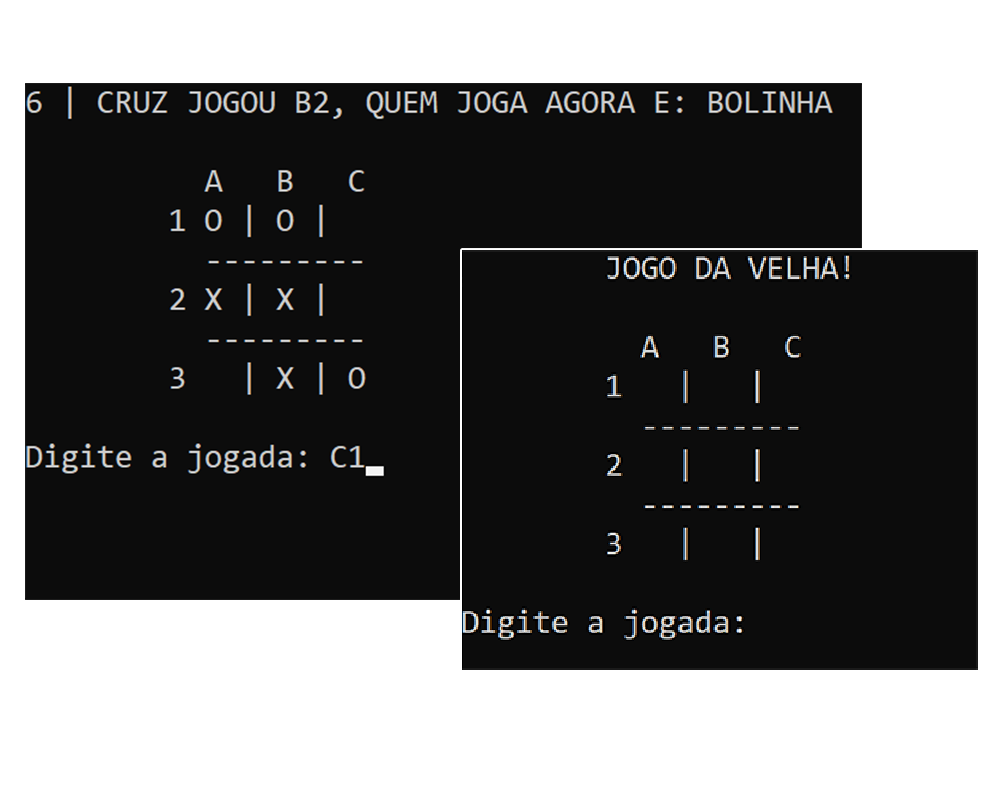 6 | CRUZ JOGOU B2, QUEM JOGA AGORA E: BOLINHA
A B C
1 O | O |
---------
2 X | X |
---------
3 | X | O
Digite a jogada: C1_
JOGO DA VELHA!
A B C
1 | |
---------
2 | |
---------
3 | |
Digite a jogada: